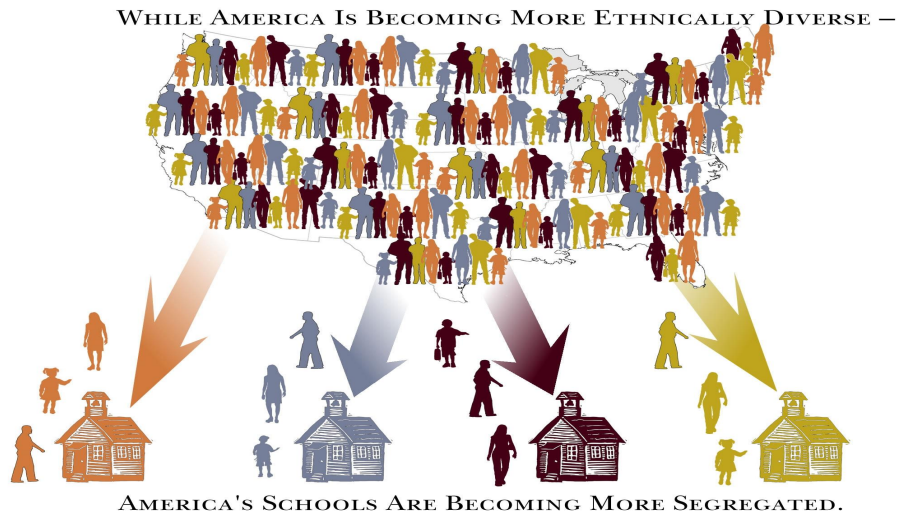 While America Is Becoming More Ethnically Diverse –
America's Schools Are Becoming More Segregated.